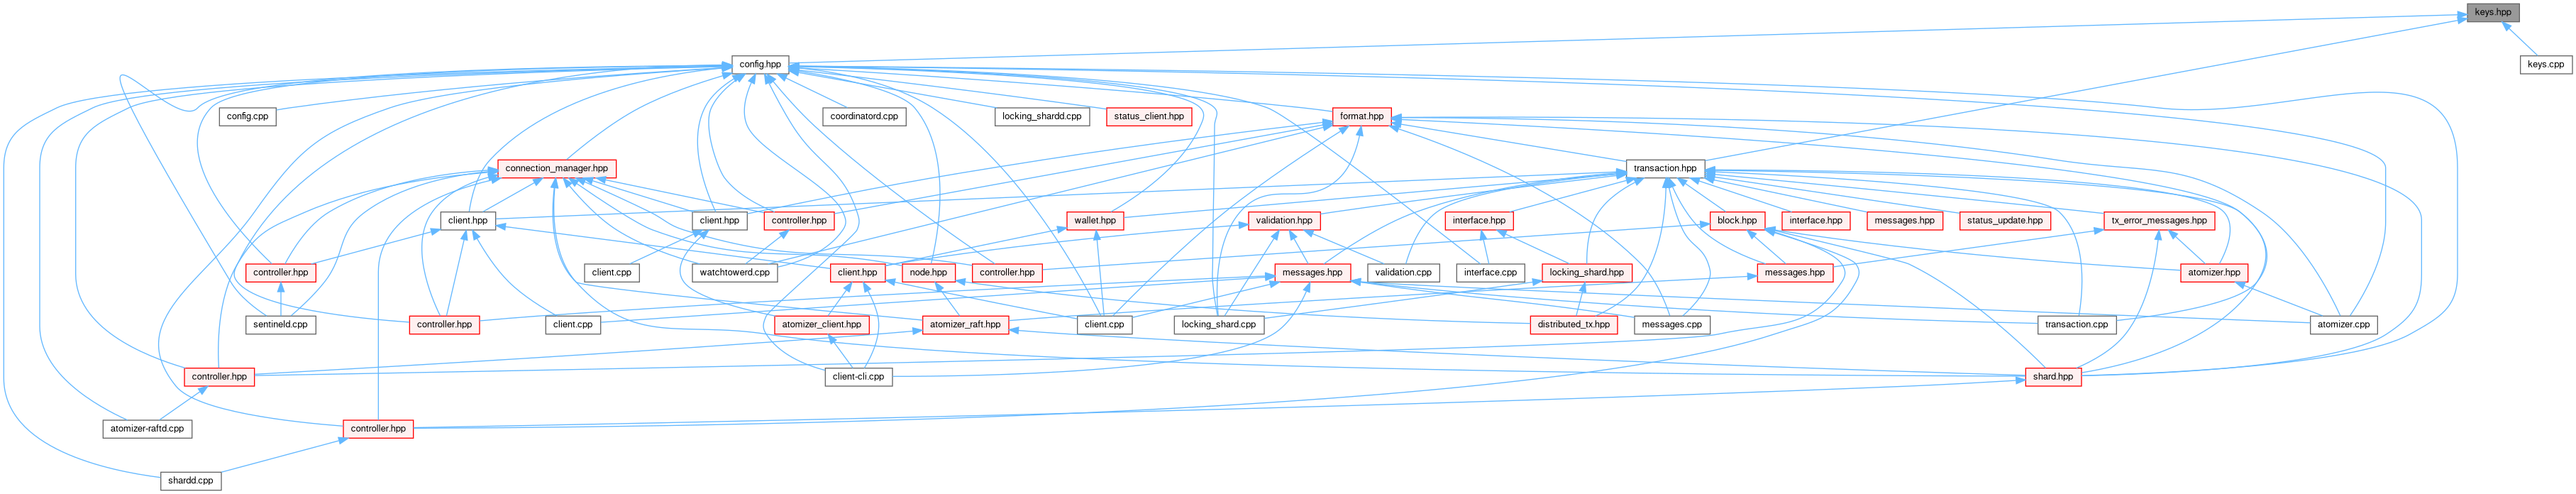 keys.hpp
config.hpp
keys.cpp
config.cpp
coordinatord.cpp
locking_shardd.cpp
status_client.hpp
format.hpp
connection_manager.hpp
transaction.hpp
client.hpp
client.hpp
controller.hpp
wallet.hpp
validation.hpp
interface.hpp
block.hpp
interface.hpp
messages.hpp
status_update.hpp
tx_error_messages.hpp
controller.hpp
client.cpp
watchtowerd.cpp
client.hpp
node.hpp
controller.hpp
messages.hpp
validation.cpp
interface.cpp
locking_shard.hpp
messages.hpp
atomizer.hpp
sentineld.cpp
controller.hpp
client.cpp
atomizer_client.hpp
atomizer_raft.hpp
client.cpp
locking_shard.cpp
distributed_tx.hpp
messages.cpp
transaction.cpp
atomizer.cpp
controller.hpp
client-cli.cpp
shard.hpp
atomizer-raftd.cpp
controller.hpp
shardd.cpp